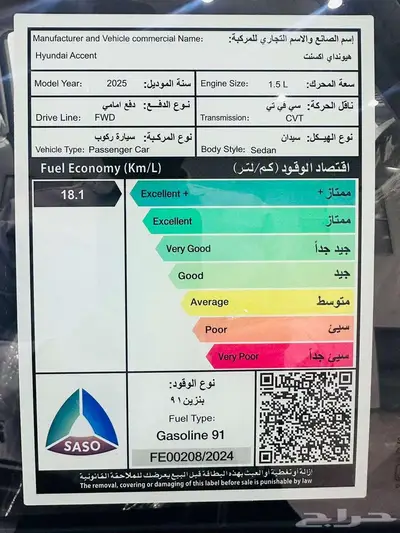 Manufacturer and Vehicle commercial Name: إسم الصانع والاسم التجاري للمركبة:
Hyundai Accent هيونداي اكسنت
Model Year: 2025 سنة الموديل: Engine Size: 1.5 L سعة المحرك:
نوع الدفع: دفع امامي ناقل الحركة: سي في تي
Drive Line: FWD Transmission: CVT
نوع المركبة: سيارة ركوب نوع الهيكل: سيدان
Vehicle Type: Passenger Car Body Style: Sedan
Fuel Economy (Km/L) اقتصاد الوقود (كم/لتر)
18.1 Excellent + ممتاز +
Excellent ممتاز
Very Good جيد جداً
Good جيد
Average متوسط
Poor سيئ
Very Poor سيئ جداً
نوع الوقود:
بنزين ٩١
Fuel Type:
Gasoline 91
SASO
FE00208/2024
إزالة أو تغطية أو العبث بهذه البطاقة قبل البيع يعرضك للملاحقة القانونية
The removal, covering or damaging of this label before sale is punishable by law
حراج